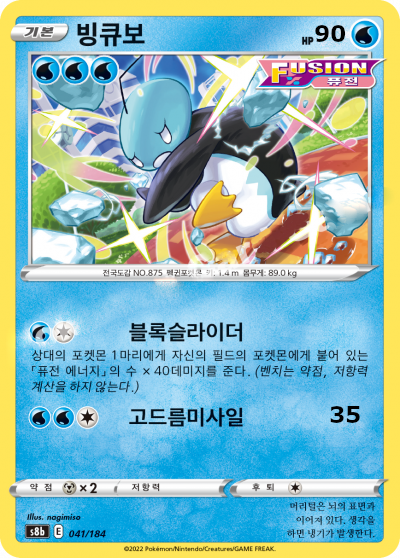 기본 빙큐보 HP 90
FUSION
퓨전
전국도감 NO.875 펭귄포켓몬 키: 1.4 m 몸무게: 89.0 kg
블록슬라이더
상대의 포켓몬 1마리에게 자신의 필드의 포켓몬에게 붙어 있는
「퓨전 에너지」의 수 × 40데미지를 준다. (벤치는 약점, 저항력
계산을 하지 않는다.)
고드름미사일 35
약점 ×2 저항력 후퇴
Illus. nagimiso
s8b E 041/184
머리털은 뇌의 표면과
이어져 있다. 생각을
하면 냉기가 발생한다.
©2022 Pokémon/Nintendo/Creatures/GAME FREAK.